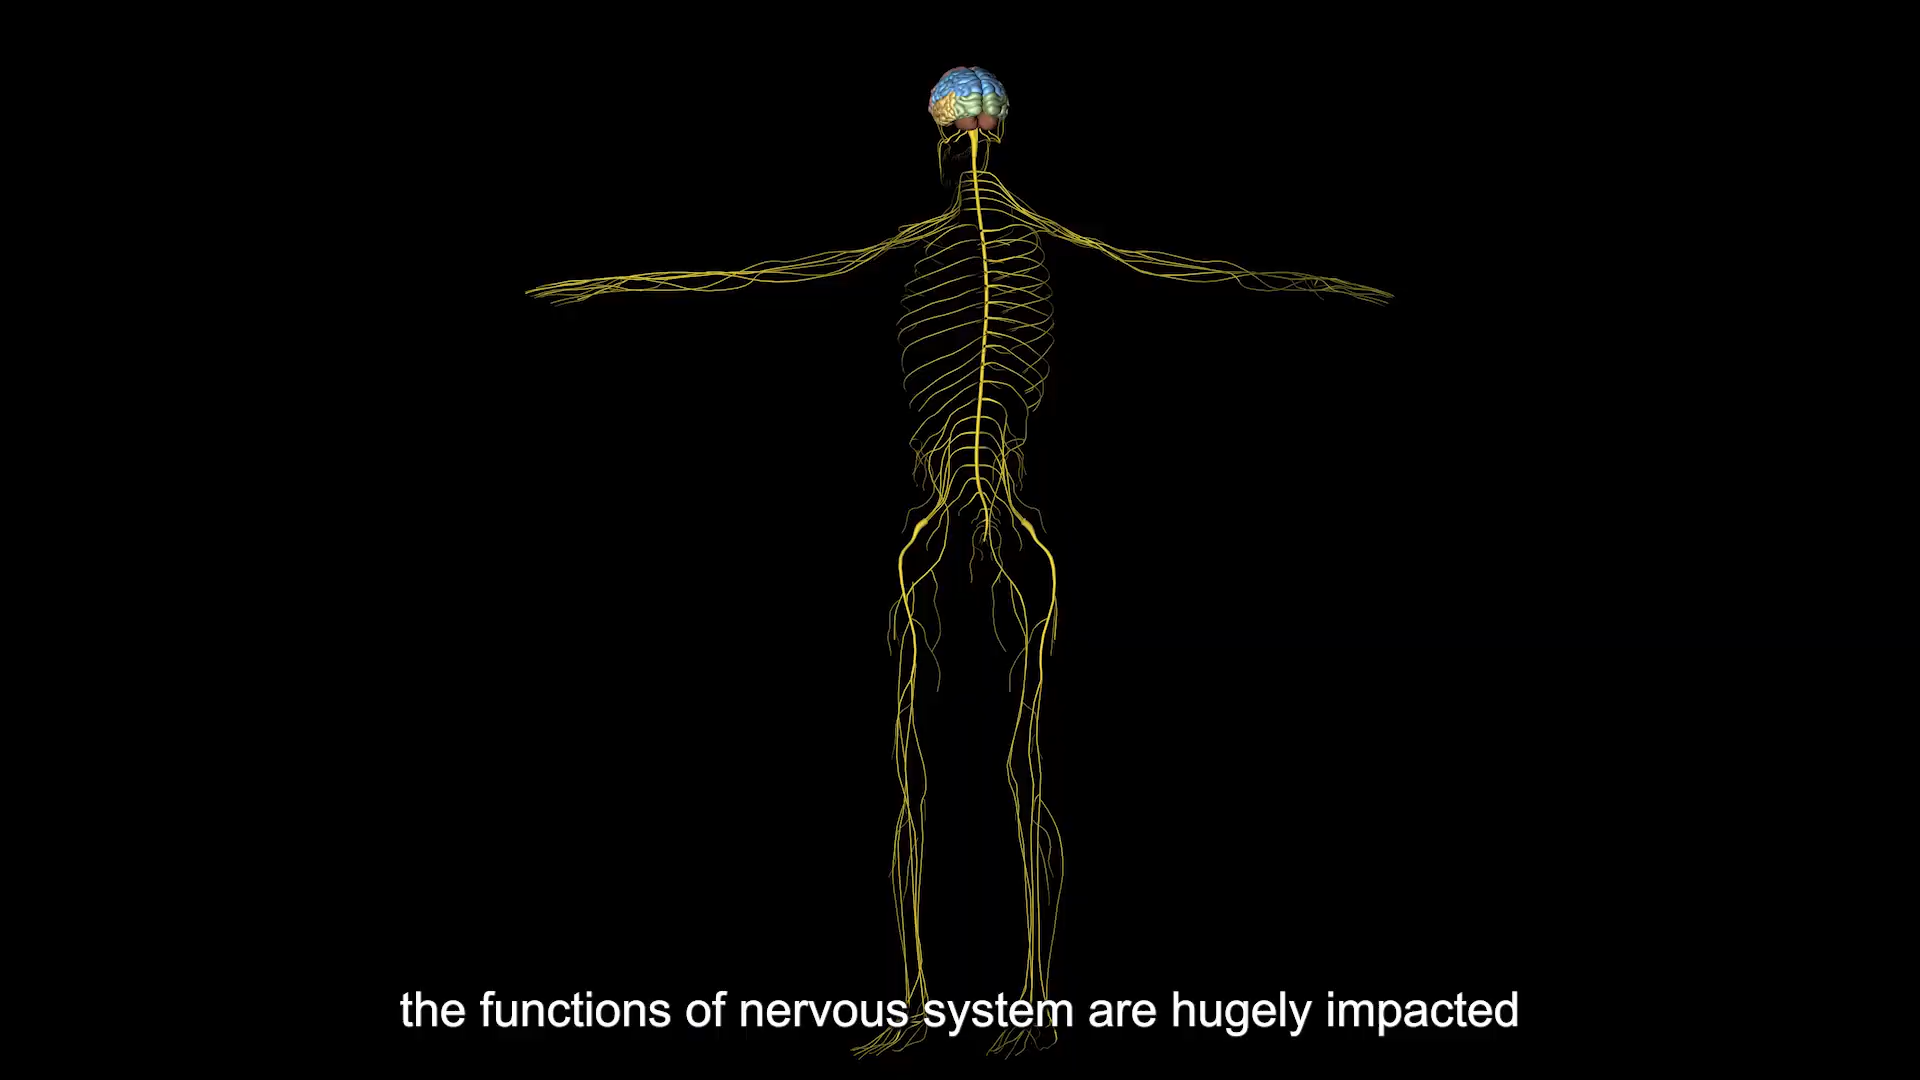 the functions of nervous system are hugely impacted